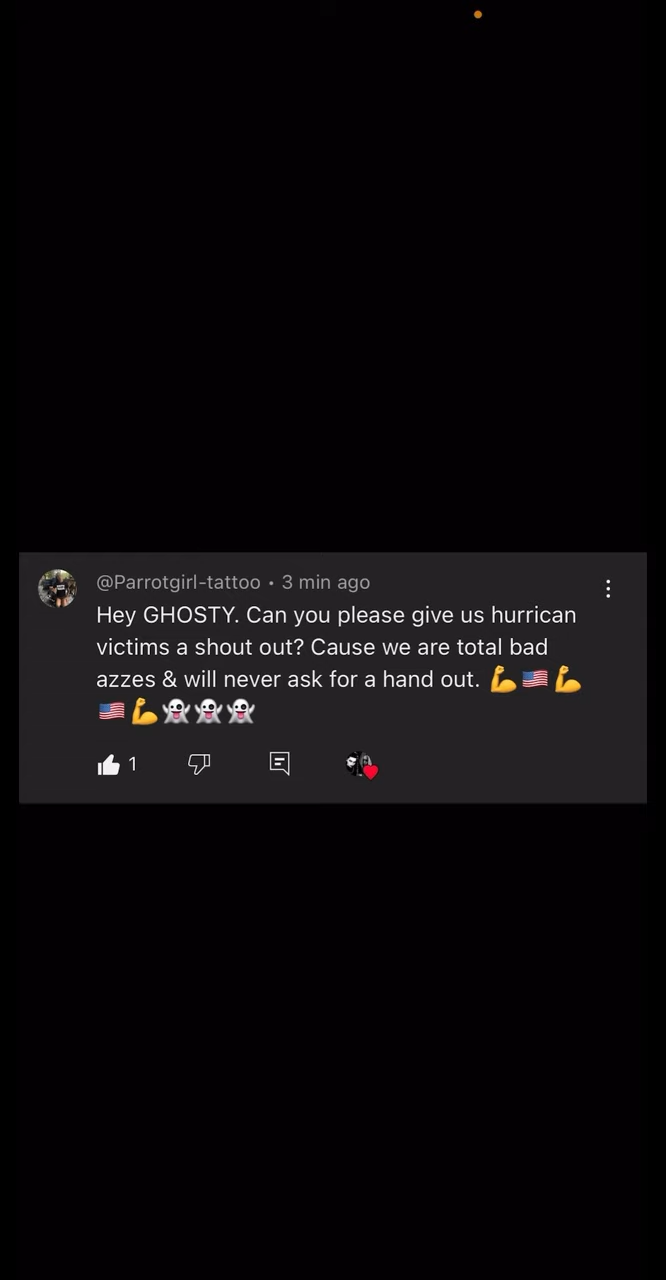 @Parrotgirl-tattoo • 3 min ago
Hey GHOSTY. Can you please give us hurrican
victims a shout out? Cause we are total bad
azzes & will never ask for a hand out. 💪🇺🇸💪
🇺🇸💪👻👻👻
1